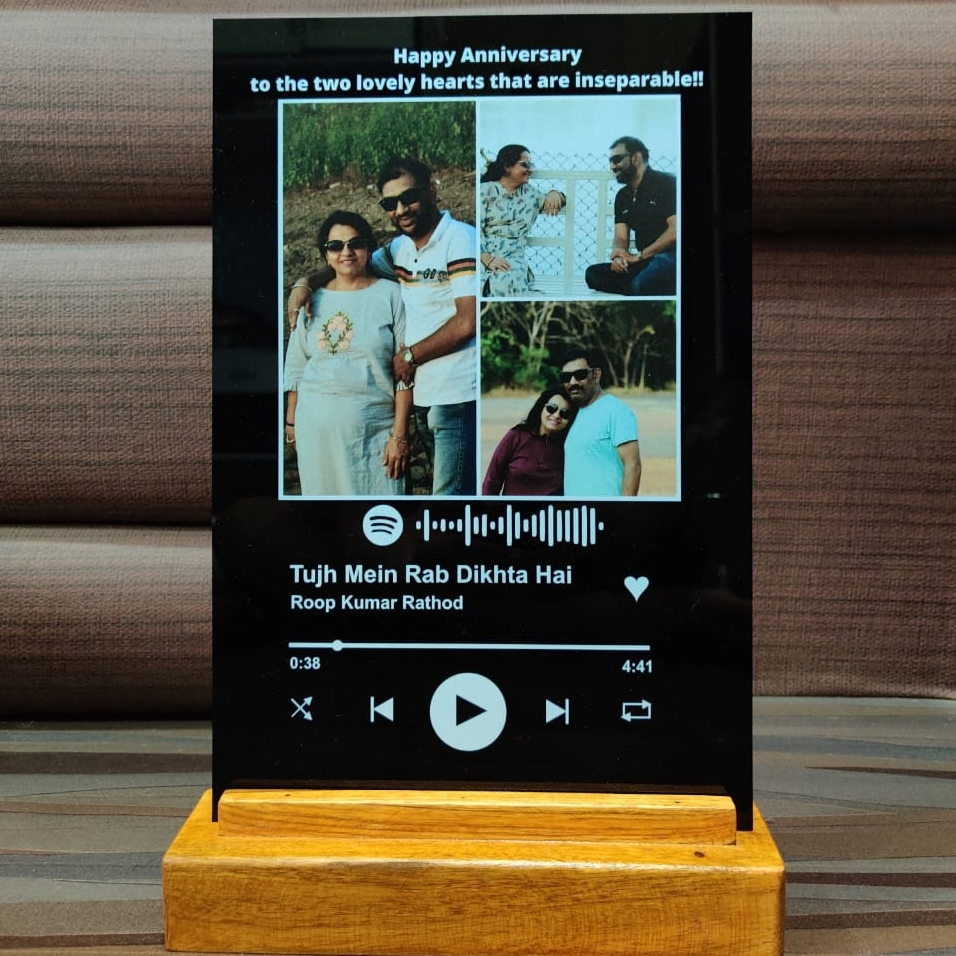 Happy Anniversary
to the two lovely hearts that are inseparable!!
Tujh Mein Rab Dikhta Hai
Roop Kumar Rathod
0:38
4:41